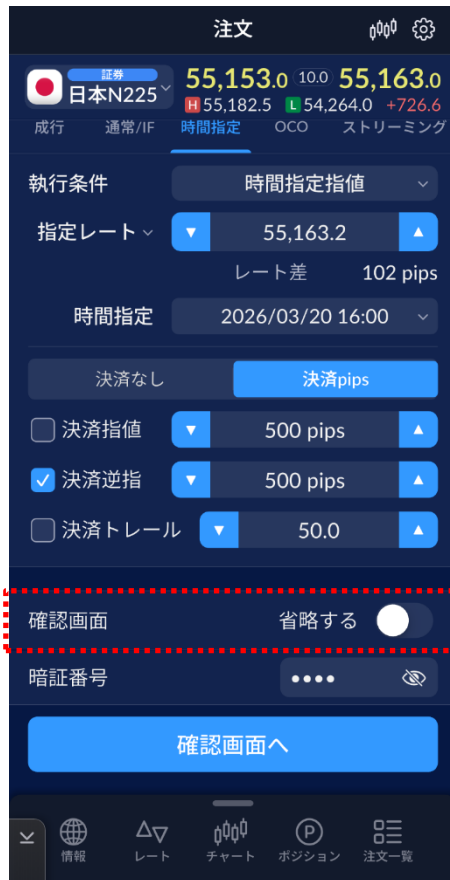 注文
証券
日本N225
55,153.0 10.0 55,163.0
H 55,182.5 L 54,264.0 +726.6
成行 通常/IF 時間指定 OCO ストリーミング
執行条件 時間指定指値
指定レート 55,163.2
レート差 102 pips
時間指定 2026/03/20 16:00
決済なし 決済pips
決済指値 500 pips
決済逆指 500 pips
決済トレール 50.0
確認画面 省略する
暗証番号 ••••
確認画面へ
P
情報 レート チャート ポジション 注文一覧